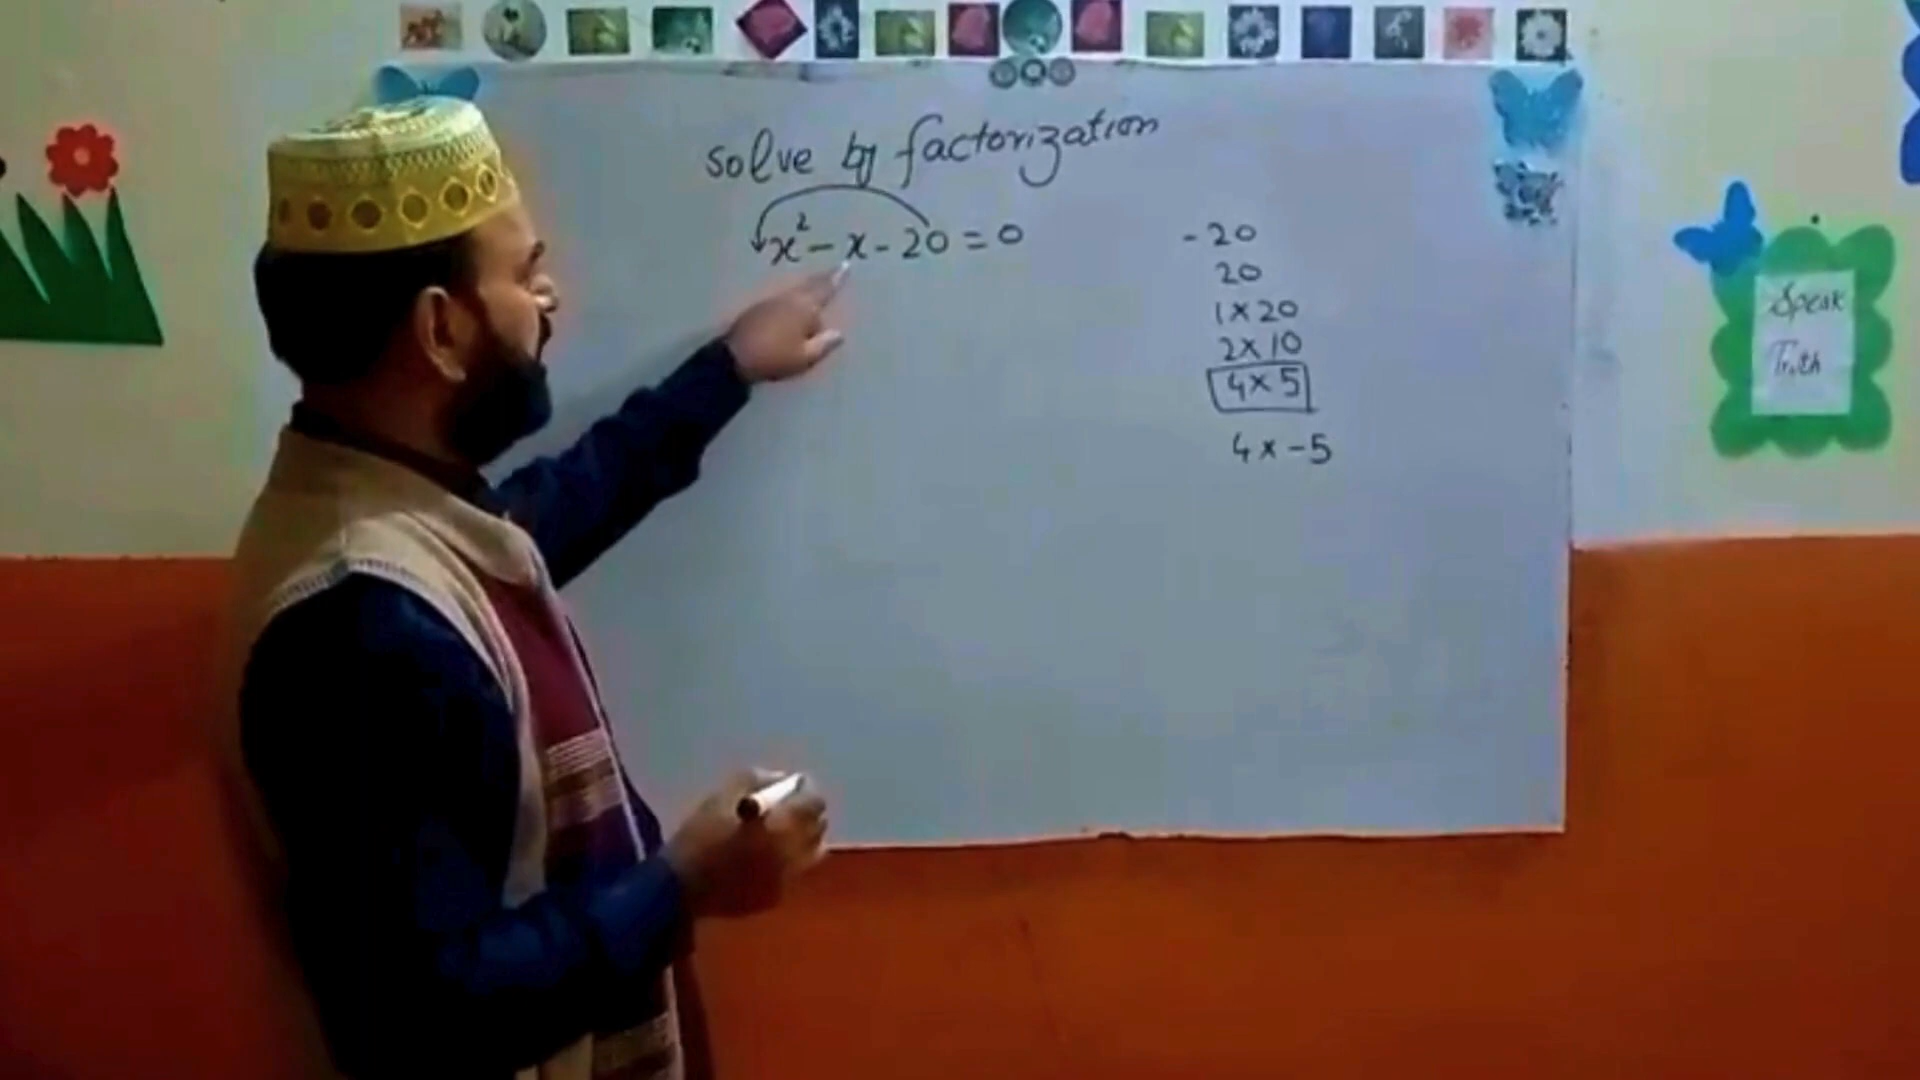 solve by factorization
x² - x - 20 = 0
- 20
20
1 x 20
2 x 10
4 x 5
4 x - 5
Speak
Truth